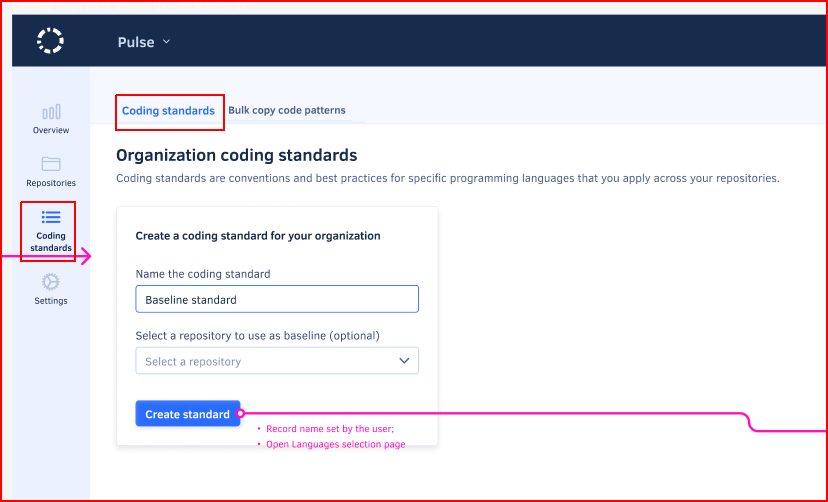 Pulse
Coding standards
Bulk copy code patterns
Overview
Repositories
Coding
standards
Settings
Organization coding standards
Coding standards are conventions and best practices for specific programming languages that you apply across your repositories.
Create a coding standard for your organization
Name the coding standard
Baseline standard
Select a repository to use as baseline (optional)
Select a repository
Create standard
• Record name set by the user;
• Open Languages selection page